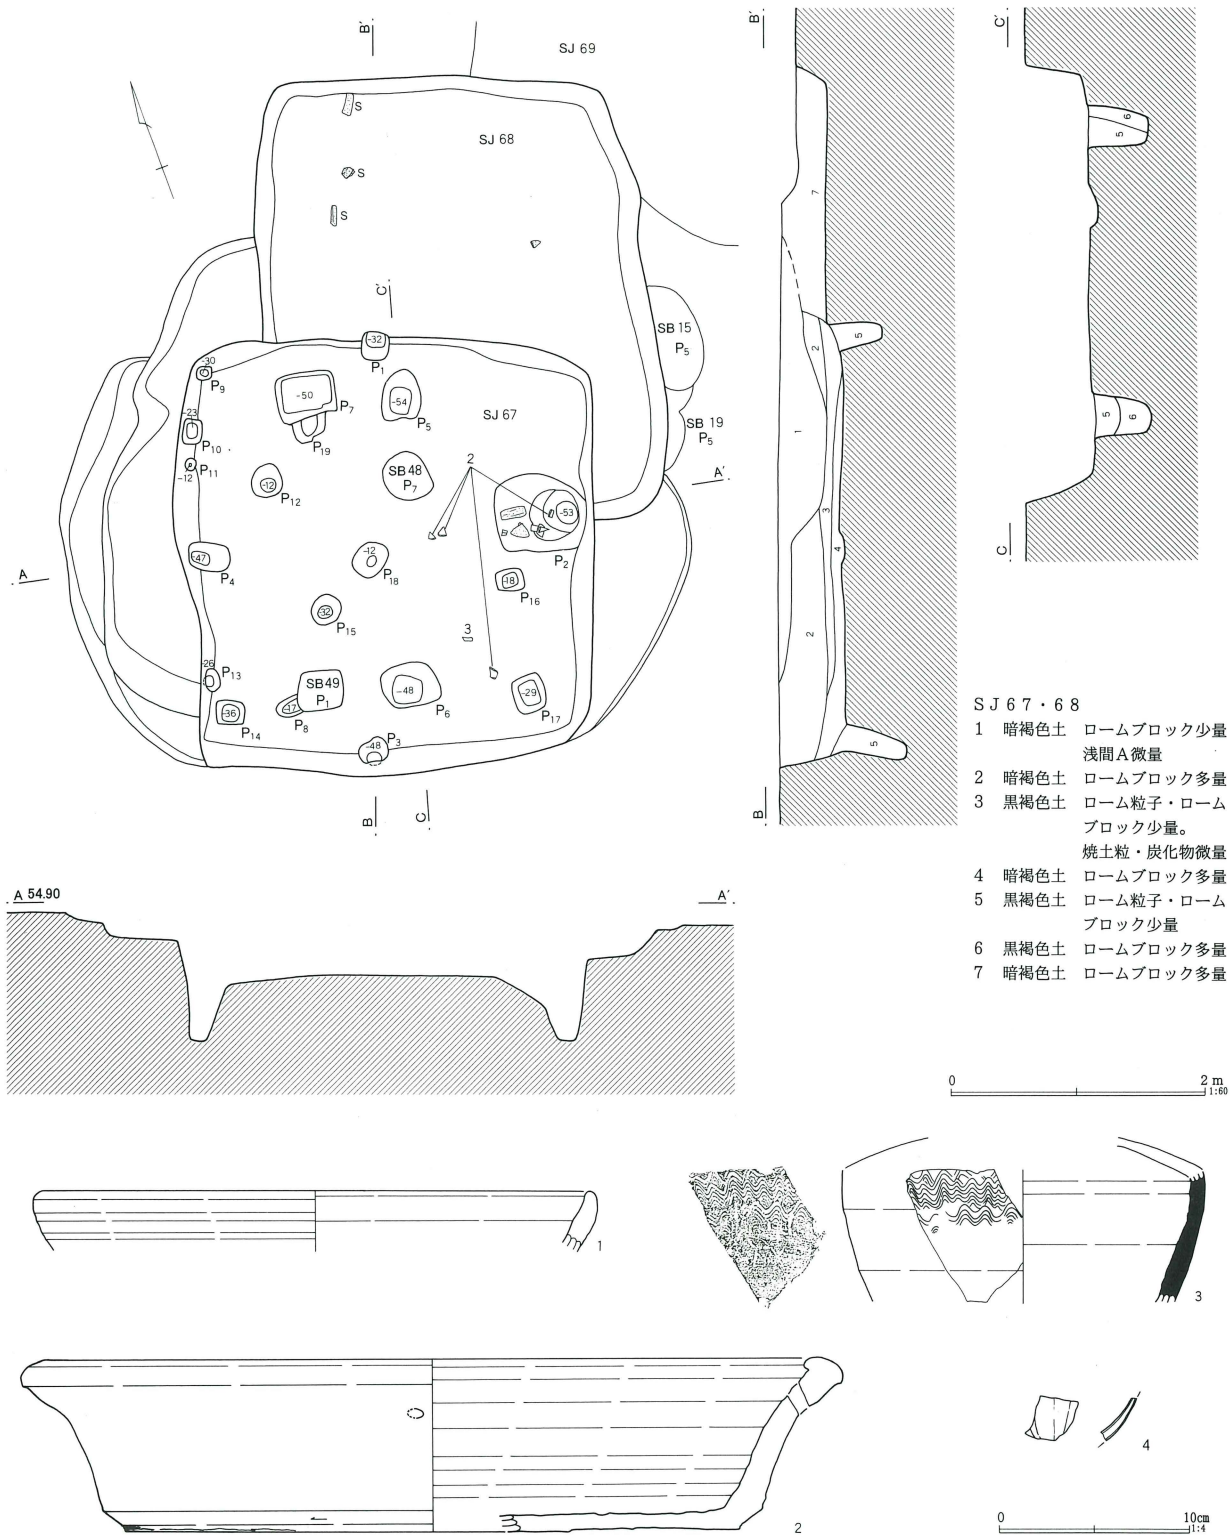 B'
SJ 69
S
SJ 68
S
S
C'
-32
P1
-30
P9
-50
P7
-54
P5
SJ 67
SB 15
P5
-23
P10
P19
SB 19
P5
-12
P11
-12
P12
SB 48
P7
2
A'
-53
P2
A
-47
P4
-12
P18
-18
P16
-32
P15
3
-26
P13
SB 49
P1
-48
P6
-29
P17
-36
P14
-17
P8
-48
P3
B
C
B'
7
2
5
1
3
4
2
5
B
C'
6
5
5
6
C
SJ67・68
1 暗褐色土 ロームブロック少量
浅間A微量
2 暗褐色土 ロームブロック多量
3 黒褐色土 ローム粒子・ローム
ブロック少量。
焼土粒・炭化物微量
4 暗褐色土 ロームブロック多量
5 黒褐色土 ローム粒子・ローム
ブロック少量
6 黒褐色土 ロームブロック多量
7 暗褐色土 ロームブロック多量
A 54.90
A'
0 2m
1:60
1
3
2
4
0 10cm
1:4